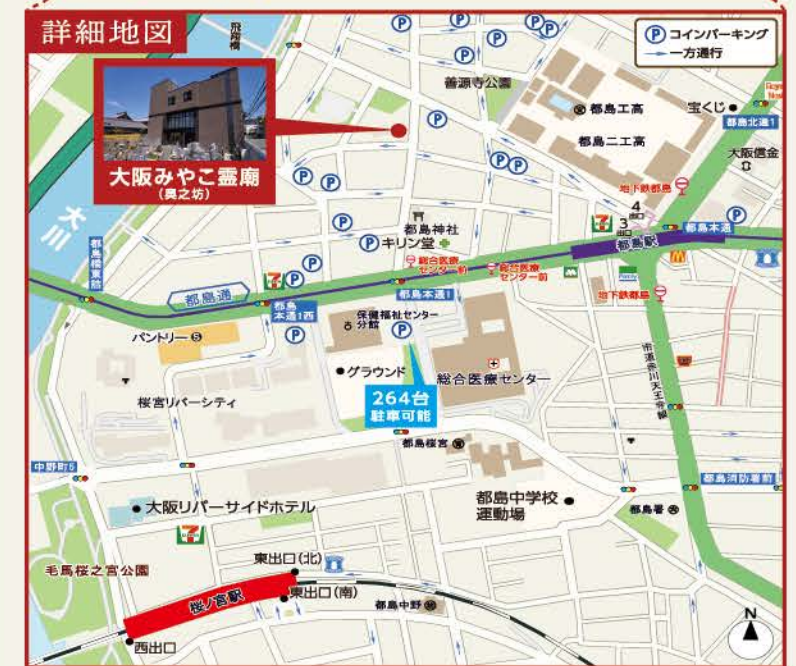 詳細地図
飛翔橋
P コインパーキング
一方通行
善源寺公園
都島工高
宝くじ
都島北通1
都島二工高
大阪信金
大阪みやこ霊廟
(奥之坊)
地下鉄都島
4
出口
3
出口
都島本通
都島駅
大川
都島橋東詰
都島神社
キリン堂
総合医療
センター前
総合医療
センター前
Family
地下鉄都島
都島通
都島
本通1西
都島本通1
保健福祉センター
分館
パントリー
グラウンド
総合医療センター
264台
駐車可能
桜宮リバーシティ
市道赤川天王寺線
都島桜宮
中野町5
都島消防署前
大阪リバーサイドホテル
都島中学校
運動場
都島署
毛馬桜之宮公園
東出口(北)
桜ノ宮駅
東出口(南)
都島中野
西出口
N